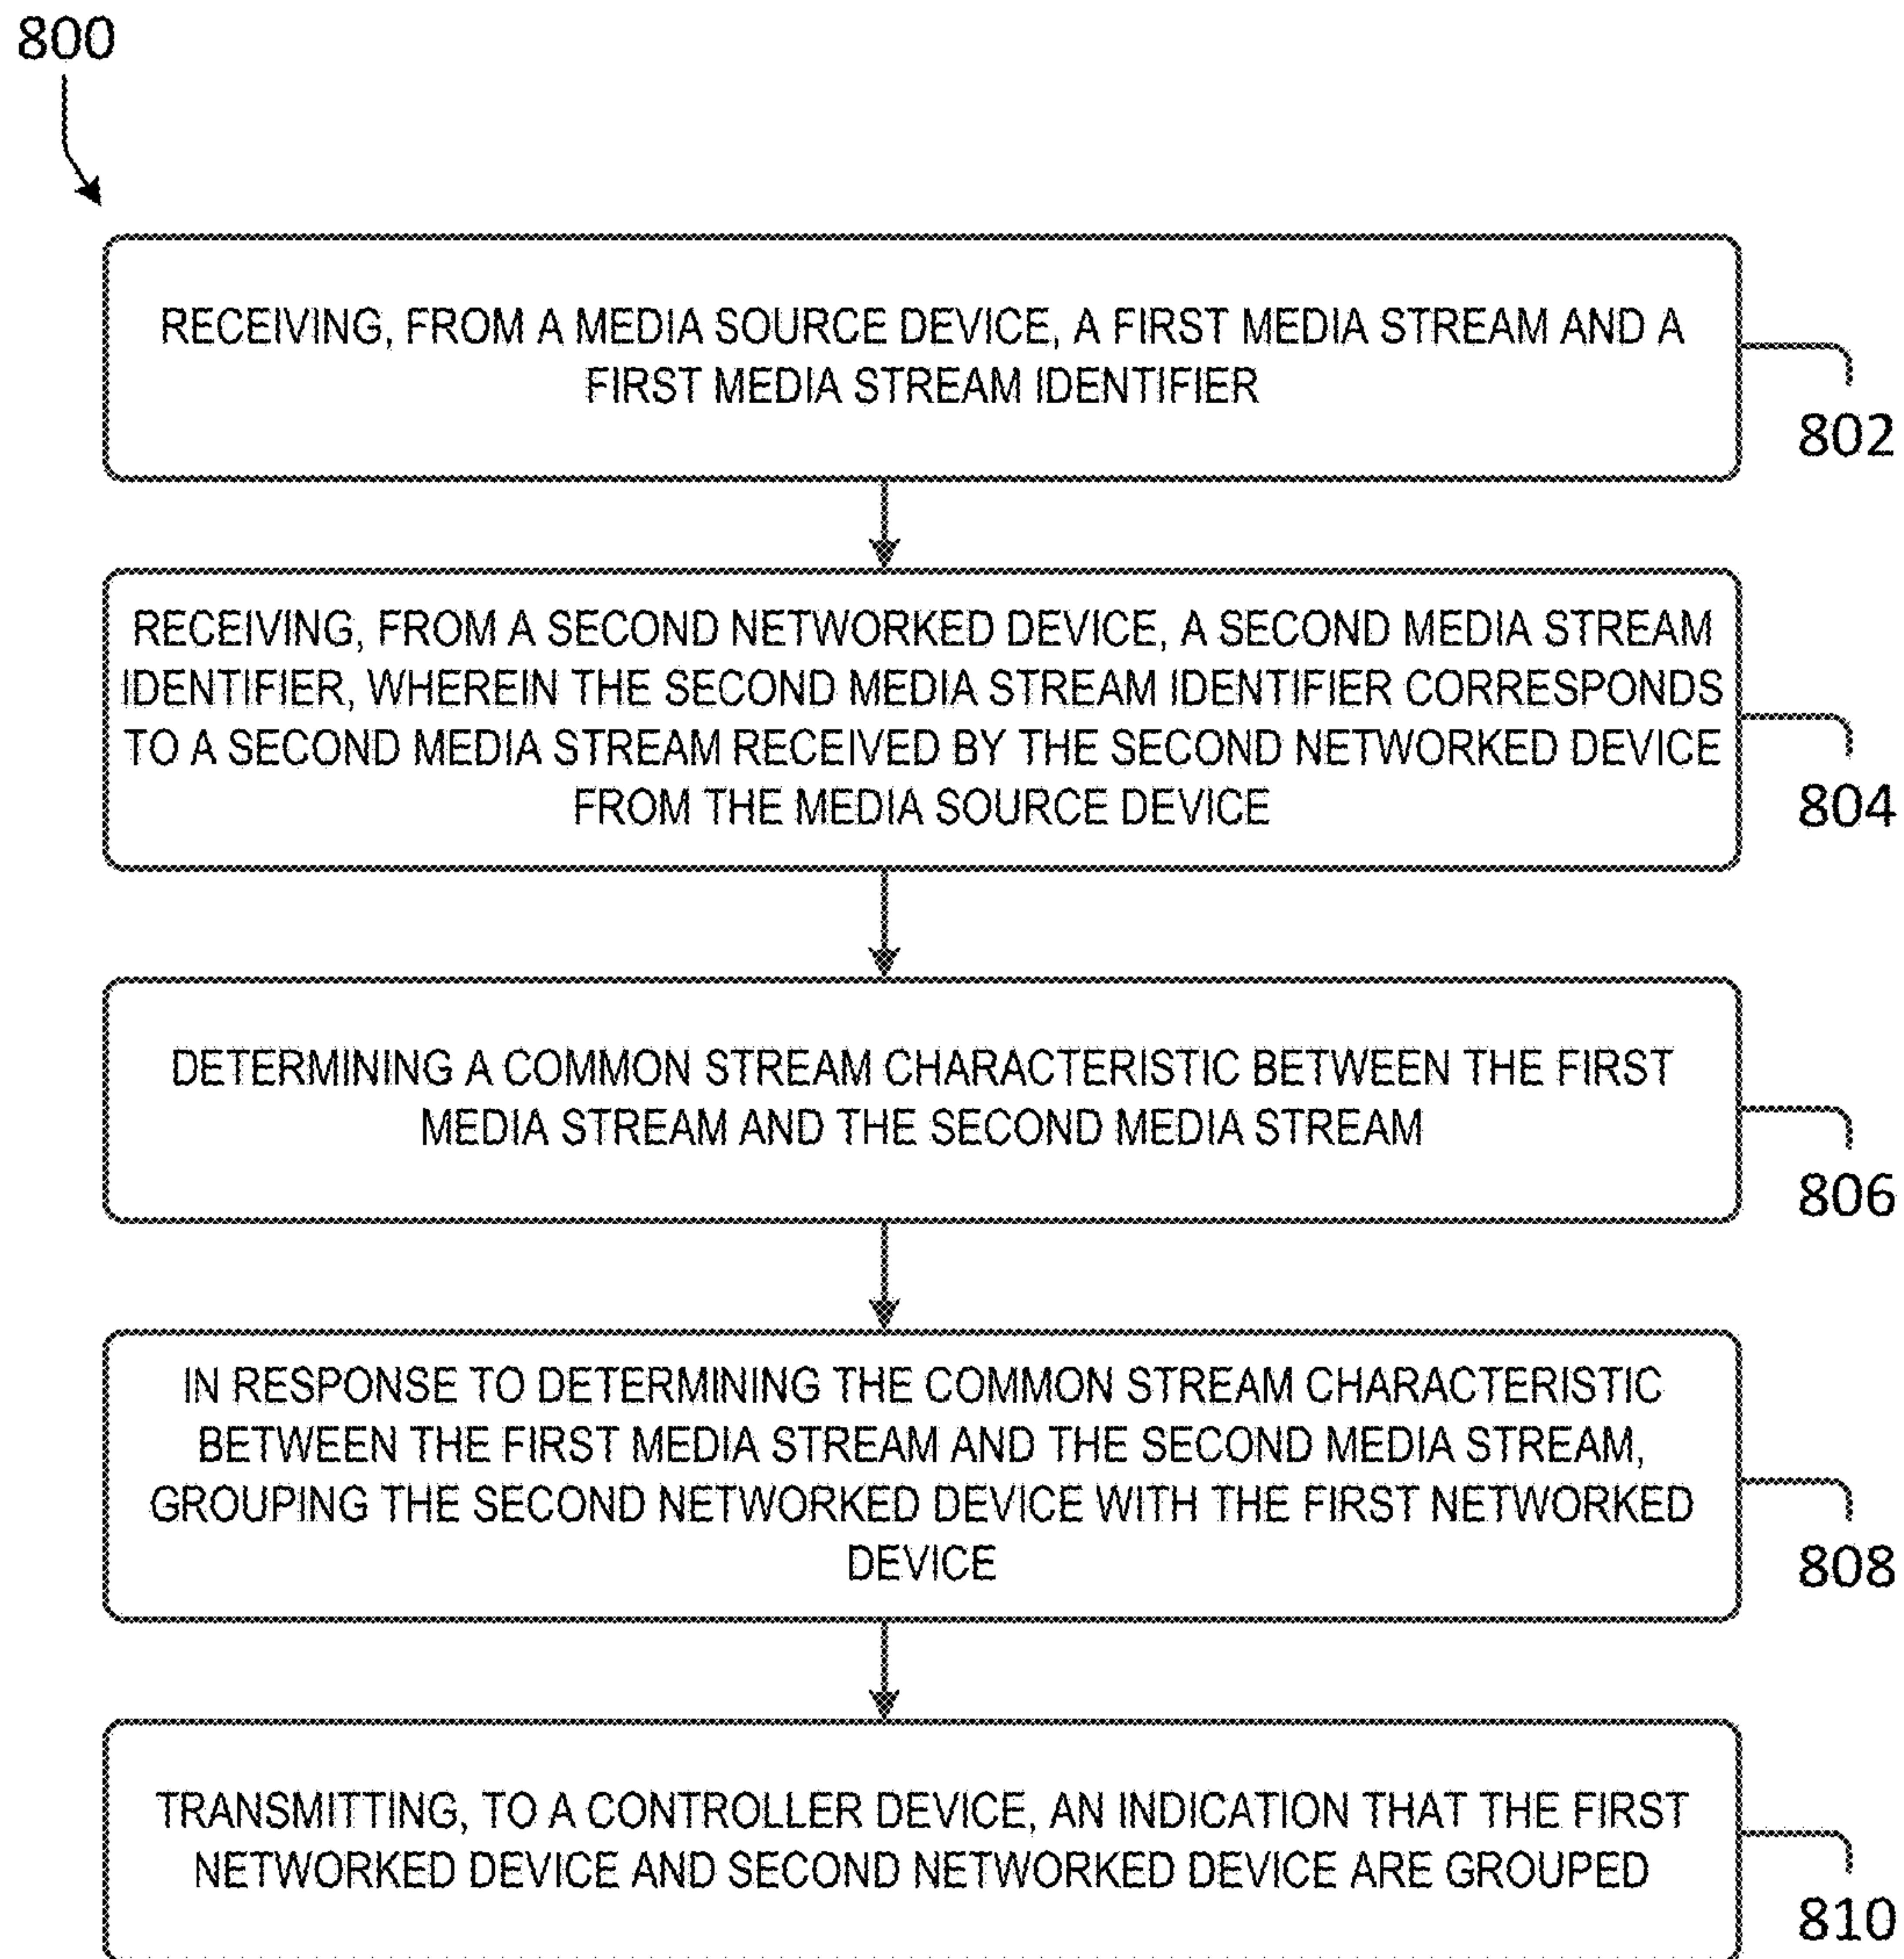 800
RECEIVING, FROM A MEDIA SOURCE DEVICE, A FIRST MEDIA STREAM AND A
FIRST MEDIA STREAM IDENTIFIER
802
RECEIVING, FROM A SECOND NETWORKED DEVICE, A SECOND MEDIA STREAM
IDENTIFIER, WHEREIN THE SECOND MEDIA STREAM IDENTIFIER CORRESPONDS
TO A SECOND MEDIA STREAM RECEIVED BY THE SECOND NETWORKED DEVICE
FROM THE MEDIA SOURCE DEVICE
804
DETERMINING A COMMON STREAM CHARACTERISTIC BETWEEN THE FIRST
MEDIA STREAM AND THE SECOND MEDIA STREAM
806
IN RESPONSE TO DETERMINING THE COMMON STREAM CHARACTERISTIC
BETWEEN THE FIRST MEDIA STREAM AND THE SECOND MEDIA STREAM,
GROUPING THE SECOND NETWORKED DEVICE WITH THE FIRST NETWORKED
DEVICE
808
TRANSMITTING, TO A CONTROLLER DEVICE, AN INDICATION THAT THE FIRST
NETWORKED DEVICE AND SECOND NETWORKED DEVICE ARE GROUPED
810